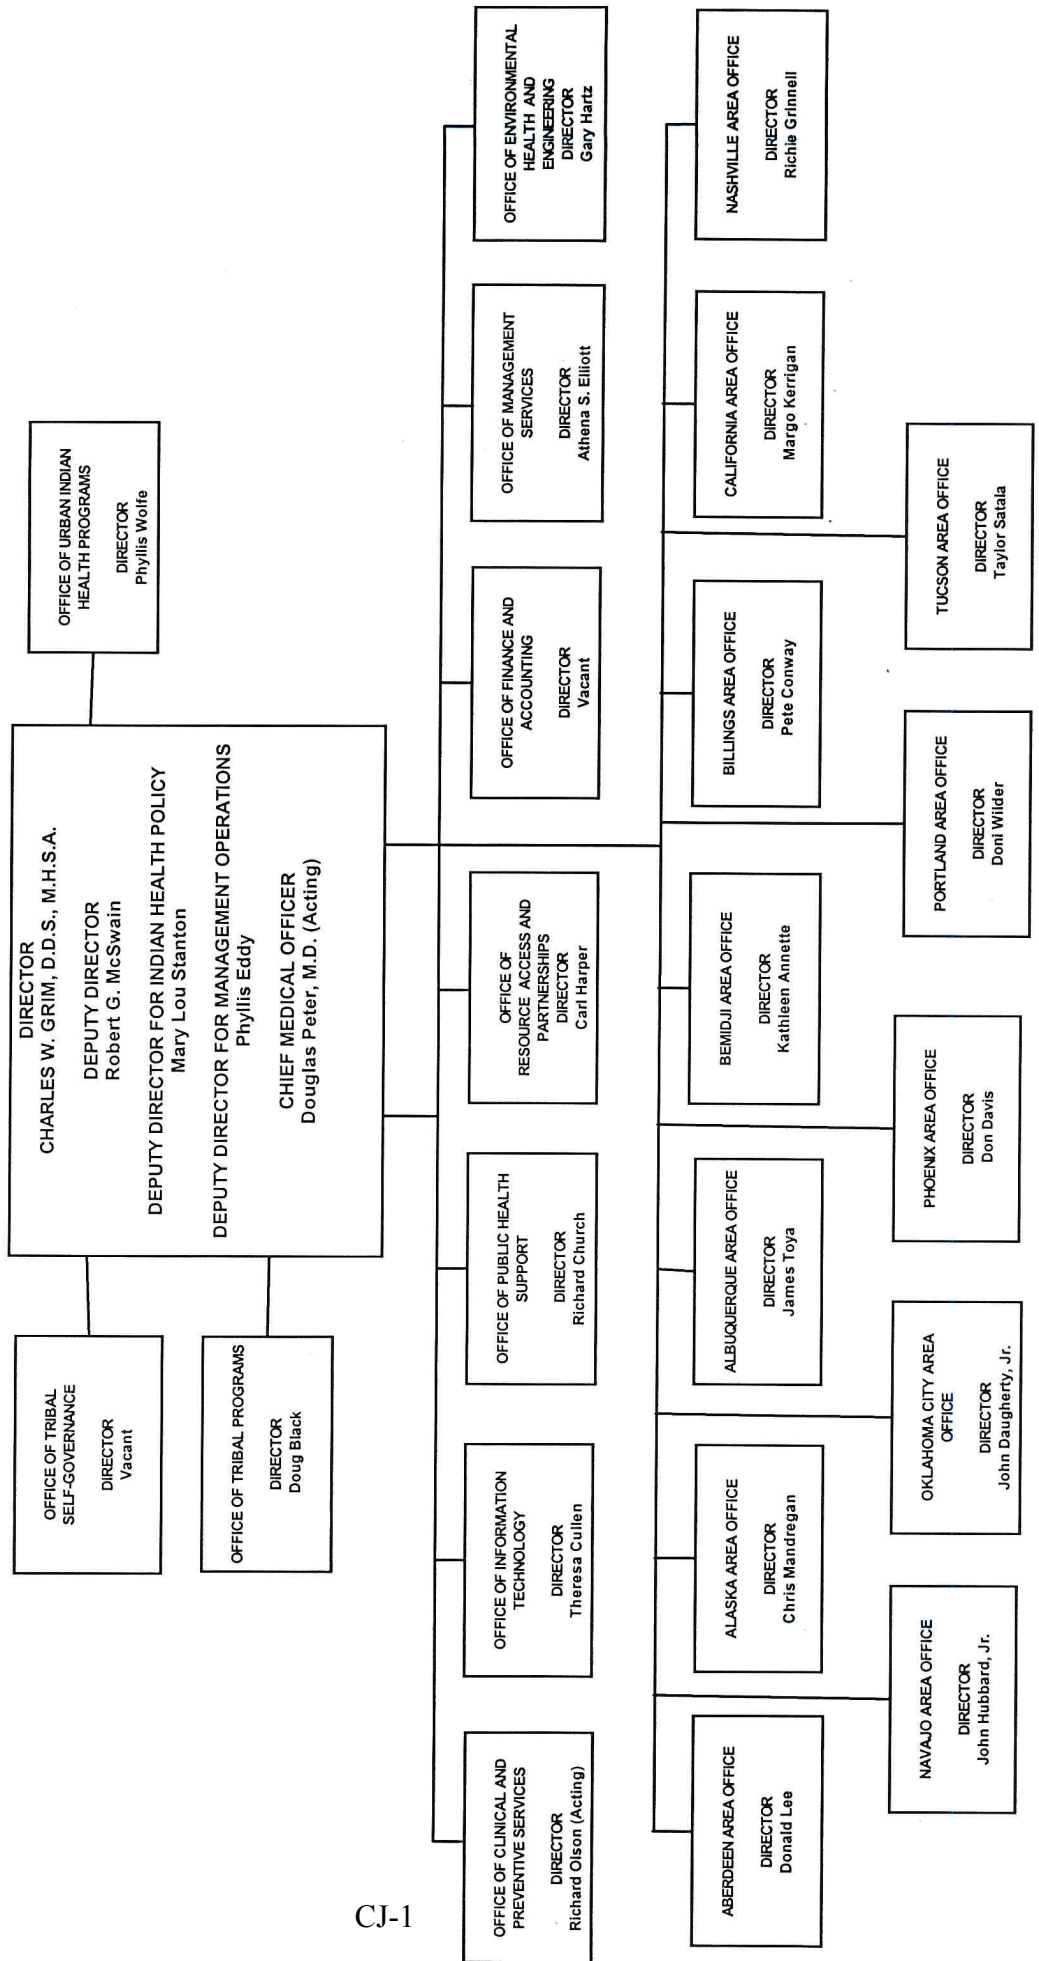 DIRECTOR
CHARLES W. GRIM, D.D.S., M.H.S.A.
DEPUTY DIRECTOR
Robert G. McSwain
DEPUTY DIRECTOR FOR INDIAN HEALTH POLICY
Mary Lou Stanton
DEPUTY DIRECTOR FOR MANAGEMENT OPERATIONS
Phyllis Eddy
CHIEF MEDICAL OFFICER
Douglas Peter, M.D. (Acting)
OFFICE OF TRIBAL
SELF-GOVERNANCE
DIRECTOR
Vacant
OFFICE OF TRIBAL PROGRAMS
DIRECTOR
Doug Black
OFFICE OF URBAN INDIAN
HEALTH PROGRAMS
DIRECTOR
Phyllis Wolfe
OFFICE OF CLINICAL AND
PREVENTIVE SERVICES
DIRECTOR
Richard Olson (Acting)
OFFICE OF INFORMATION
TECHNOLOGY
DIRECTOR
Theresa Cullen
OFFICE OF PUBLIC HEALTH
SUPPORT
DIRECTOR
Richard Church
OFFICE OF
RESOURCE ACCESS AND
PARTNERSHIPS
DIRECTOR
Carl Harper
OFFICE OF FINANCE AND
ACCOUNTING
DIRECTOR
Vacant
OFFICE OF MANAGEMENT
SERVICES
DIRECTOR
Athena S. Elliott
OFFICE OF ENVIRONMENTAL
HEALTH AND
ENGINEERING
DIRECTOR
Gary Hartz
ABERDEEN AREA OFFICE
DIRECTOR
Donald Lee
ALASKA AREA OFFICE
DIRECTOR
Chris Mandregan
ALBUQUERQUE AREA OFFICE
DIRECTOR
James Toya
BEMIDJI AREA OFFICE
DIRECTOR
Kathleen Annette
BILLINGS AREA OFFICE
DIRECTOR
Pete Conway
CALIFORNIA AREA OFFICE
DIRECTOR
Margo Kerrigan
NASHVILLE AREA OFFICE
DIRECTOR
Richie Grinnell
NAVAJO AREA OFFICE
DIRECTOR
John Hubbard, Jr.
OKLAHOMA CITY AREA
OFFICE
DIRECTOR
John Daugherty, Jr.
PHOENIX AREA OFFICE
DIRECTOR
Don Davis
PORTLAND AREA OFFICE
DIRECTOR
Doni Wilder
TUCSON AREA OFFICE
DIRECTOR
Taylor Satala
CJ-1